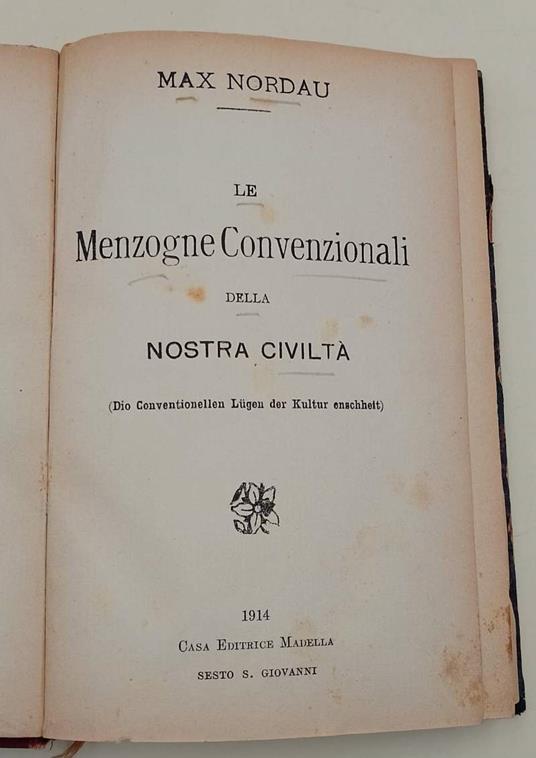 MAX NORDAU
LE
Menzogne Convenzionali
DELLA
NOSTRA CIVILTÀ
(Dio Conventionellen Lügen der Kultur enschheit)
1914
CASA EDITRICE MADELLA
SESTO S. GIOVANNI